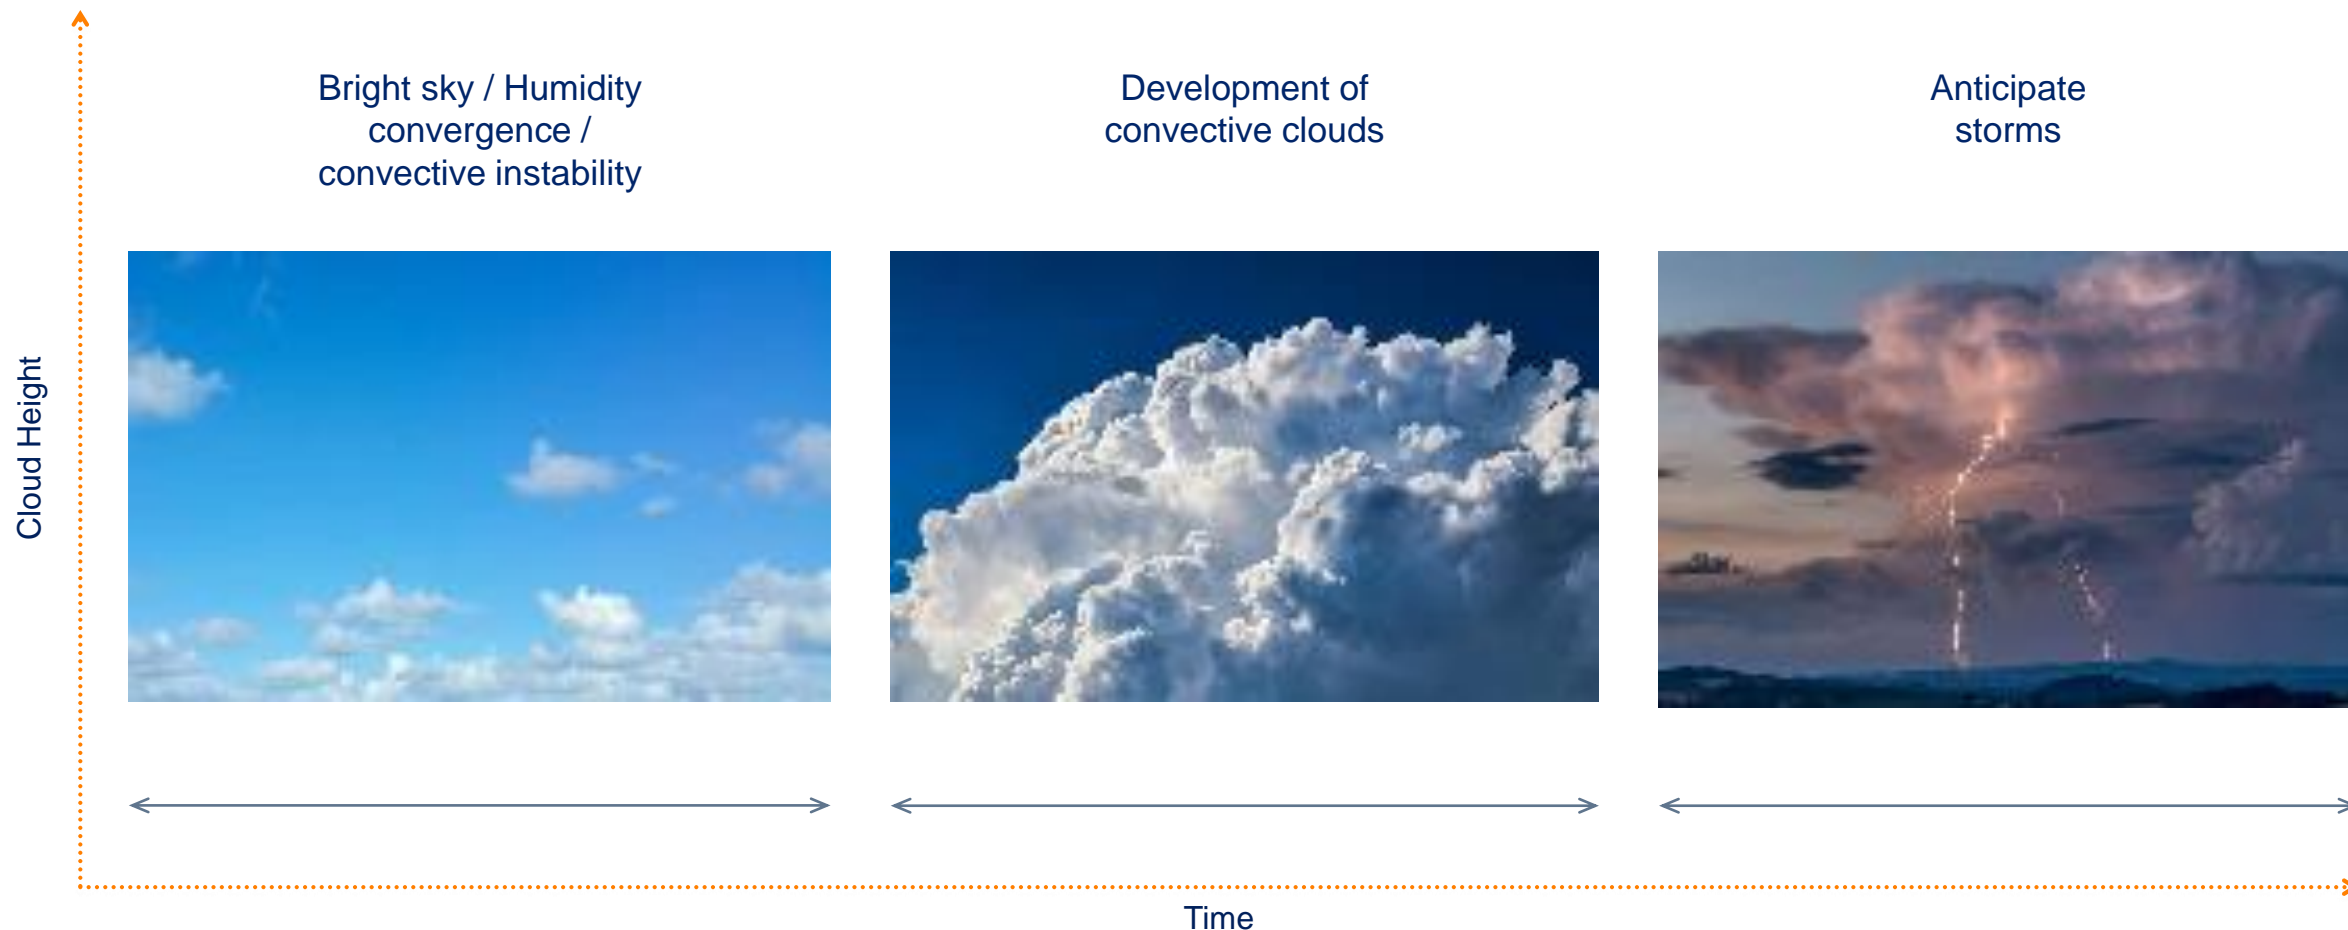 Bright sky / Humidity
convergence /
convective instability
Development of
convective clouds
Anticipate
storms
Cloud Height
Time